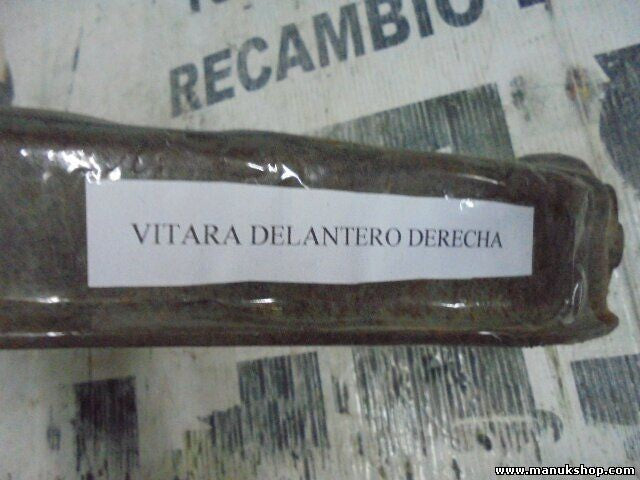 RECAMBIO
VITARA DELANTERO DERECHA
www.manukshop.com